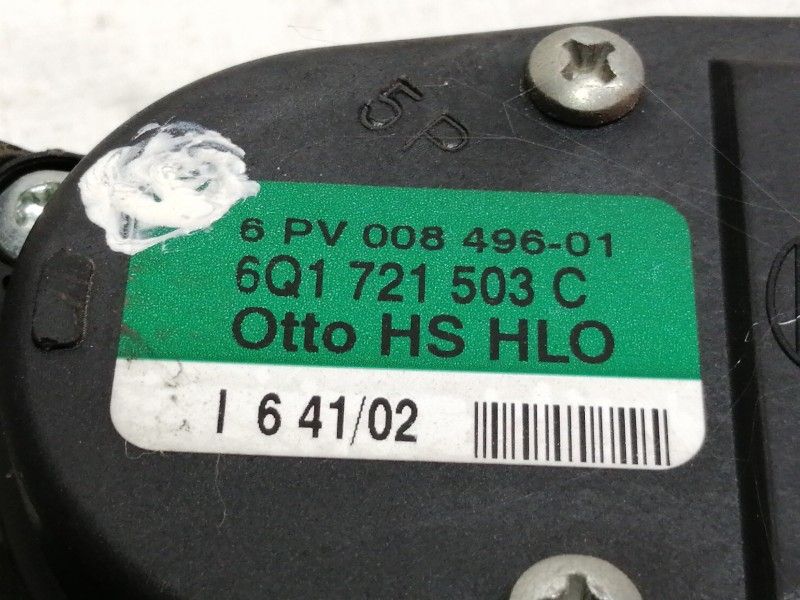 5P
6 PV 008 496-01
6Q1 721 503 C
Otto HS HLO
I 6 41/02